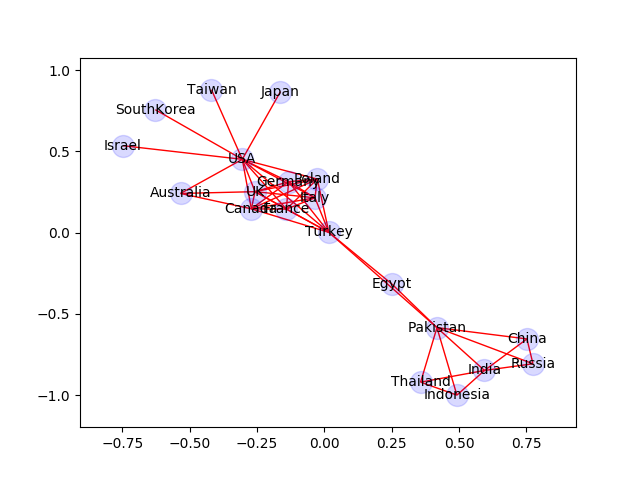 1.0
0.5
0.0
−0.5
−1.0
Taiwan
Japan
SouthKorea
Israel
USA
Poland
Germany
Australia
UK
Italy
Canada
France
Turkey
Egypt
Pakistan
China
Russia
India
Thailand
Indonesia
−0.75
−0.50
−0.25
0.00
0.25
0.50
0.75